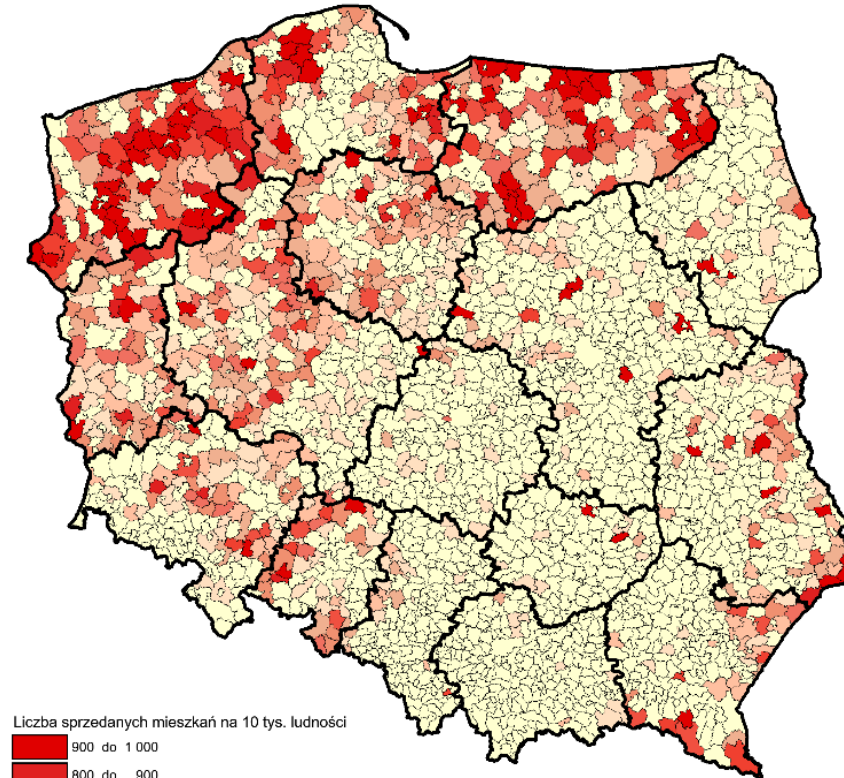 Liczba sprzedanych mieszkań na 10 tys. ludności
900 do 1 000
800 do 900